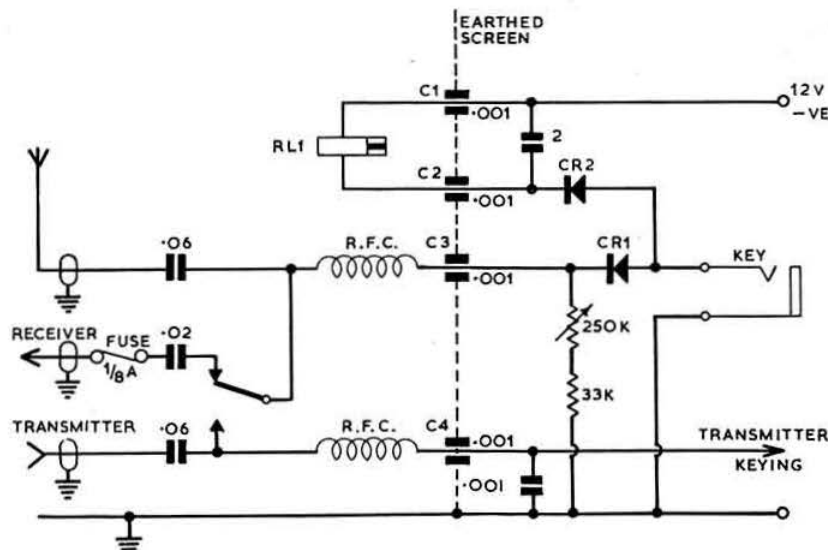 EARTHED
SCREEN
C1
12V
-VE
.001
RL1
2
C2
CR2
.001
.06
R.F.C.
C3
CR1
KEY
.001
RECEIVER
FUSE
.02
250K
1/8A
33K
TRANSMITTER
.06
R.F.C.
C4
.001
TRANSMITTER
KEYING
.001